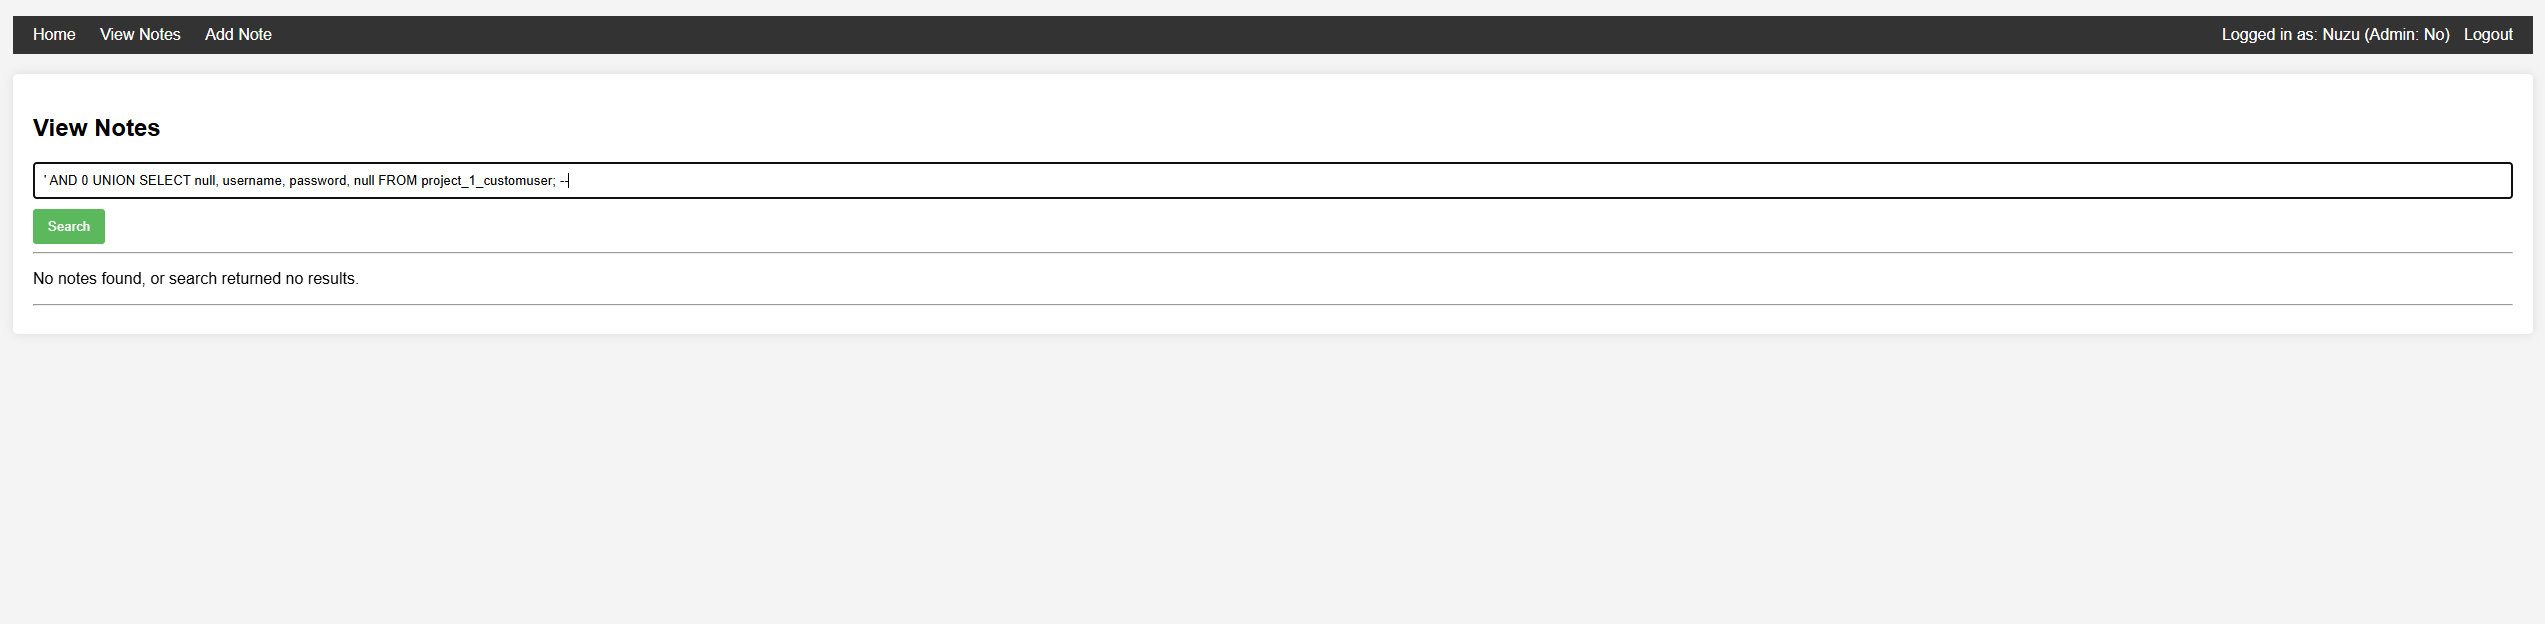 Home View Notes Add Note Logged in as: Nuzu (Admin: No) Logout
View Notes
' AND 0 UNION SELECT null, username, password, null FROM project_1_customuser; --
Search
No notes found, or search returned no results.